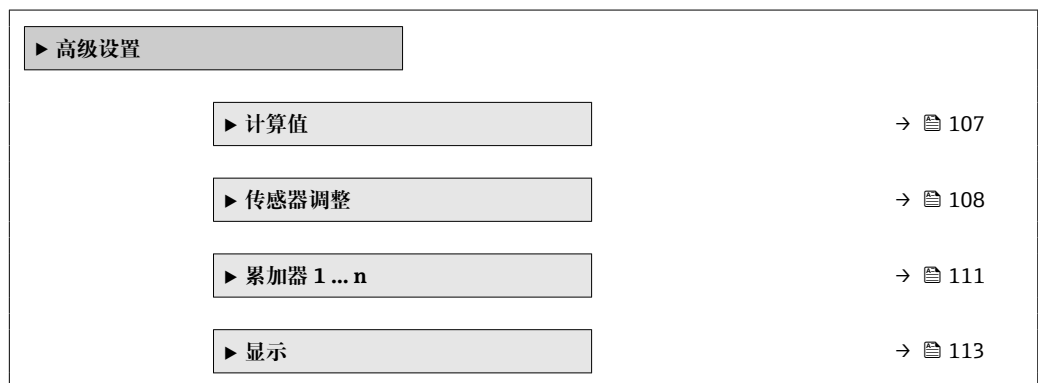 ▶ 高级设置
▶ 计算值 → 107
▶ 传感器调整 → 108
▶ 累加器 1 ... n → 111
▶ 显示 → 113